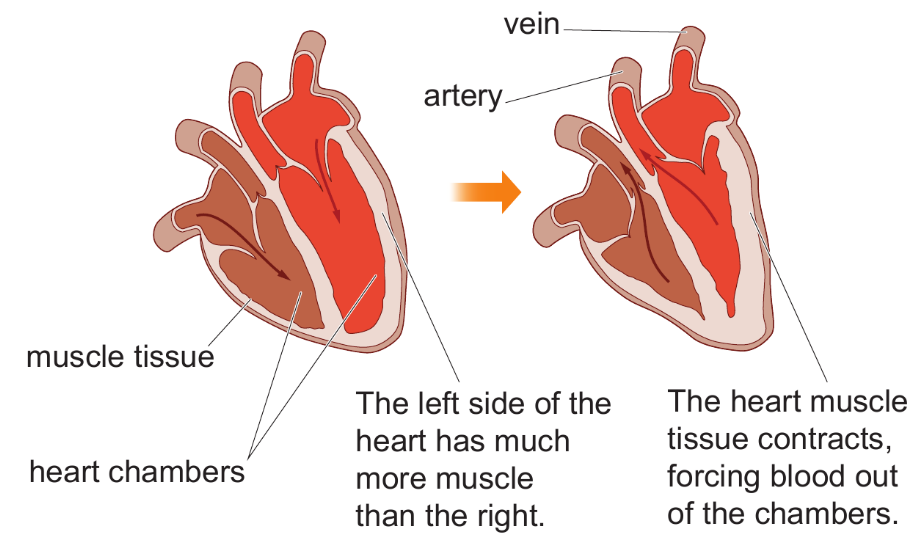 vein
artery
muscle tissue
heart chambers
The left side of the
heart has much
more muscle
than the right.
The heart muscle
tissue contracts,
forcing blood out
of the chambers.